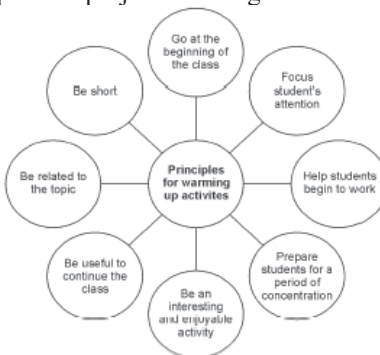 Go at the
beginning of
the class
Focus
student's
attention
Help students
begin to work
Prepare
students for a
period of
concentration
Be an
interesting
and enjoyable
activity
Be useful to
continue the
class
Be related to
the topic
Be short
Principles
for warming
up activites